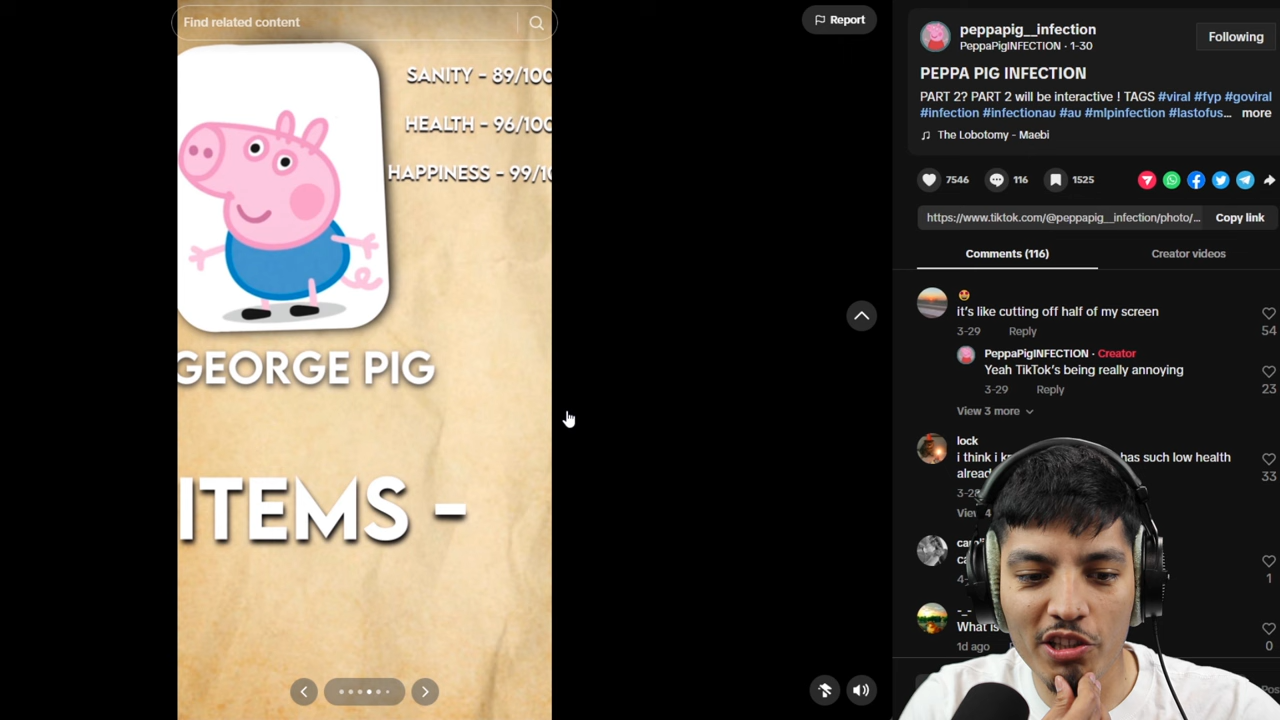 Find related content
Report
SANITY - 89/100
HEALTH - 96/100
HAPPINESS - 99/10
GEORGE PIG
ITEMS -
peppapig__infection
PeppaPigINFECTION · 1-30
Following
PEPPA PIG INFECTION
PART 2? PART 2 will be interactive ! TAGS #viral #fyp #goviral
#infection #infectionau #au #mlpinfection #lastofus... more
The Lobotomy - Maebi
7546
116
1525
https://www.tiktok.com/@peppapig__infection/photo/...
Copy link
Comments (116)
Creator videos
it's like cutting off half of my screen
3-29 Reply
54
PeppaPigINFECTION · Creator
Yeah TikTok's being really annoying
3-29 Reply
23
View 3 more
lock
i think i has such low health
33
1
What is
1d ago
0